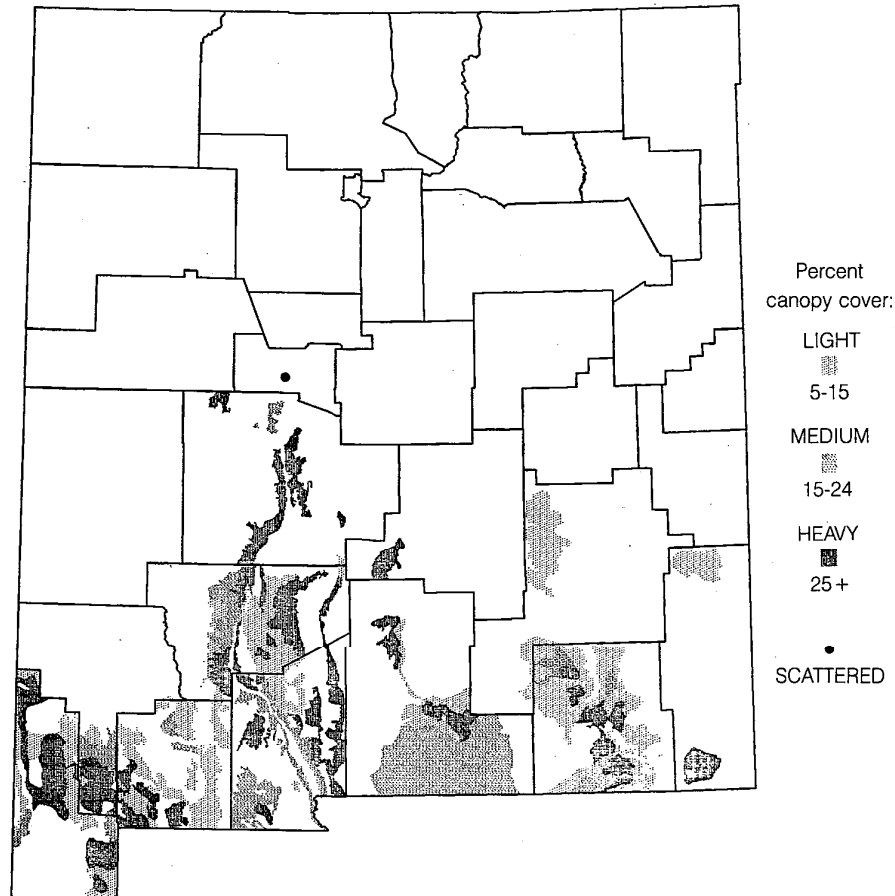 Percent
canopy cover:
LIGHT
5-15
MEDIUM
15-24
HEAVY
25+
SCATTERED